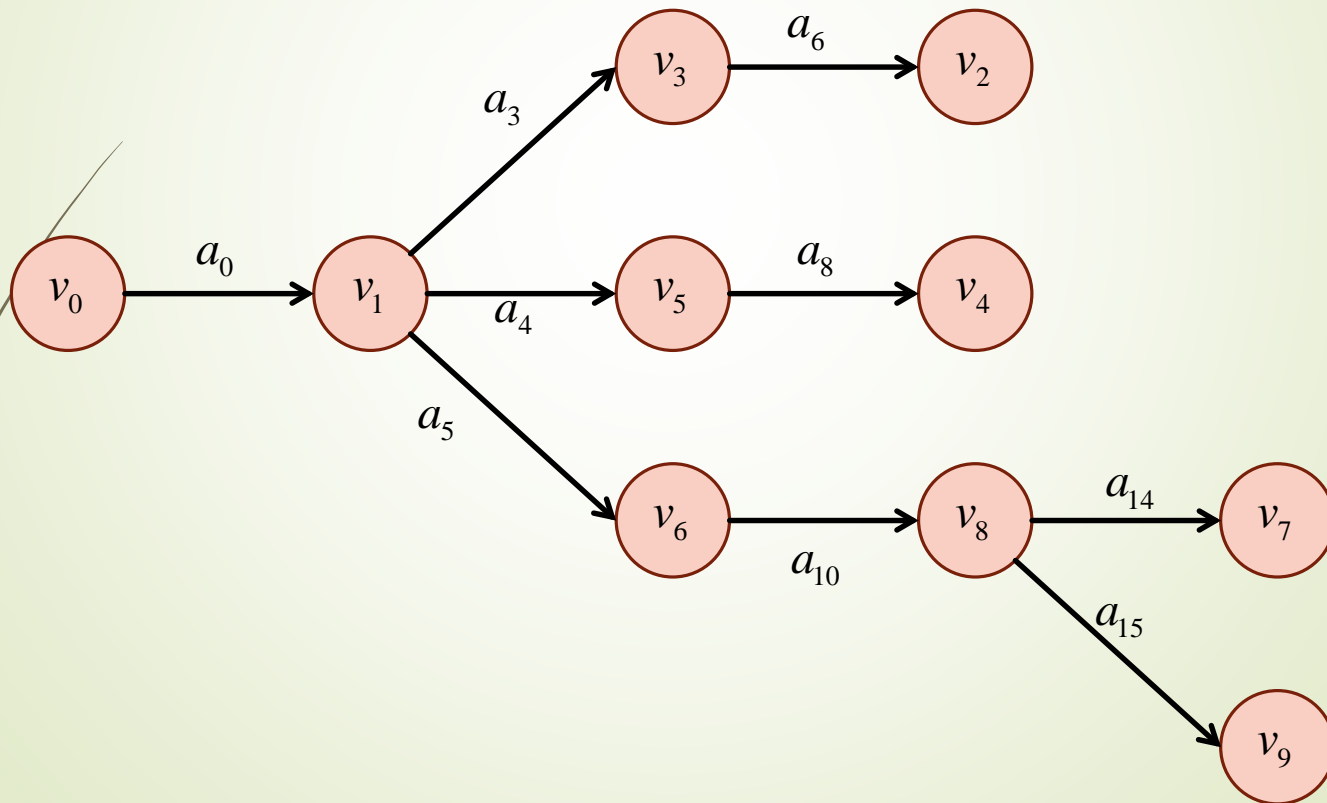 a₆
v₃ v₂
a₃
a₀ a₈
v₀ v₁ v₅ v₄
a₄
a₅
a₁₄
v₆ v₈ v₇
a₁₀
a₁₅
v₉